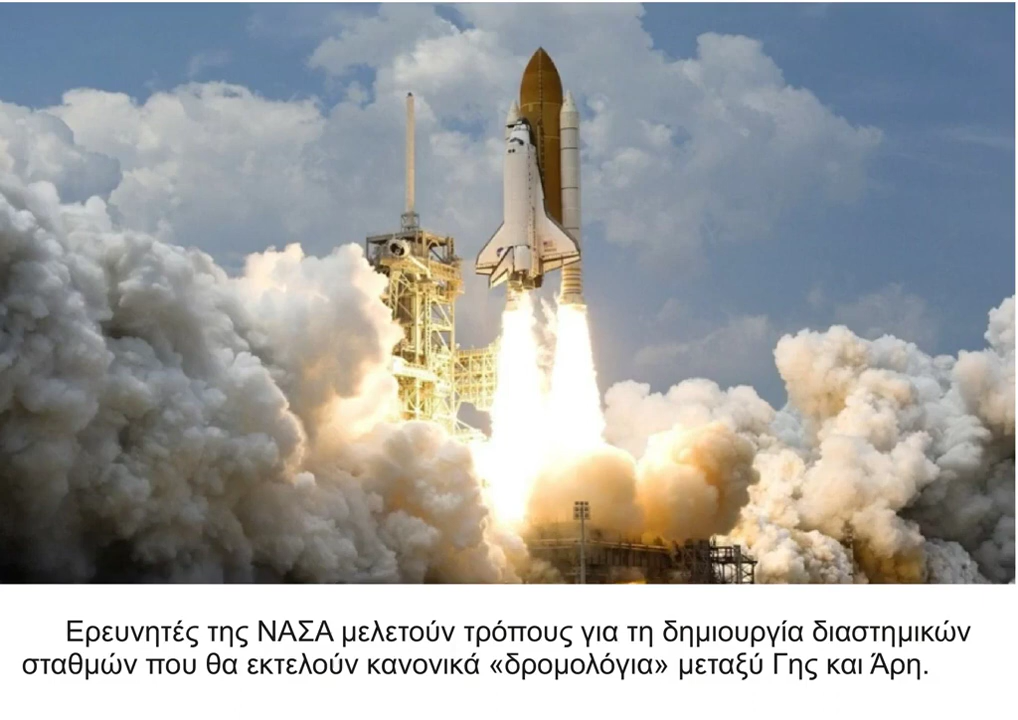 Ερευνητές της ΝΑΣΑ μελετούν τρόπους για τη δημιουργία διαστημικών
σταθμών που θα εκτελούν κανονικά «δρομολόγια» μεταξύ Γης και Άρη.